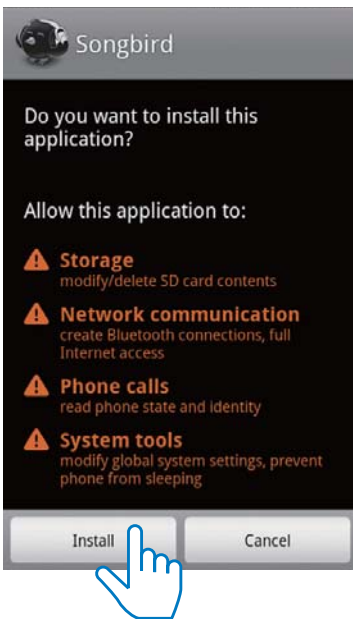 Songbird
Do you want to install this
application?
Allow this application to:
Storage
modify/delete SD card contents
Network communication
create Bluetooth connections, full
Internet access
Phone calls
read phone state and identity
System tools
modify global system settings, prevent
phone from sleeping
Install Cancel